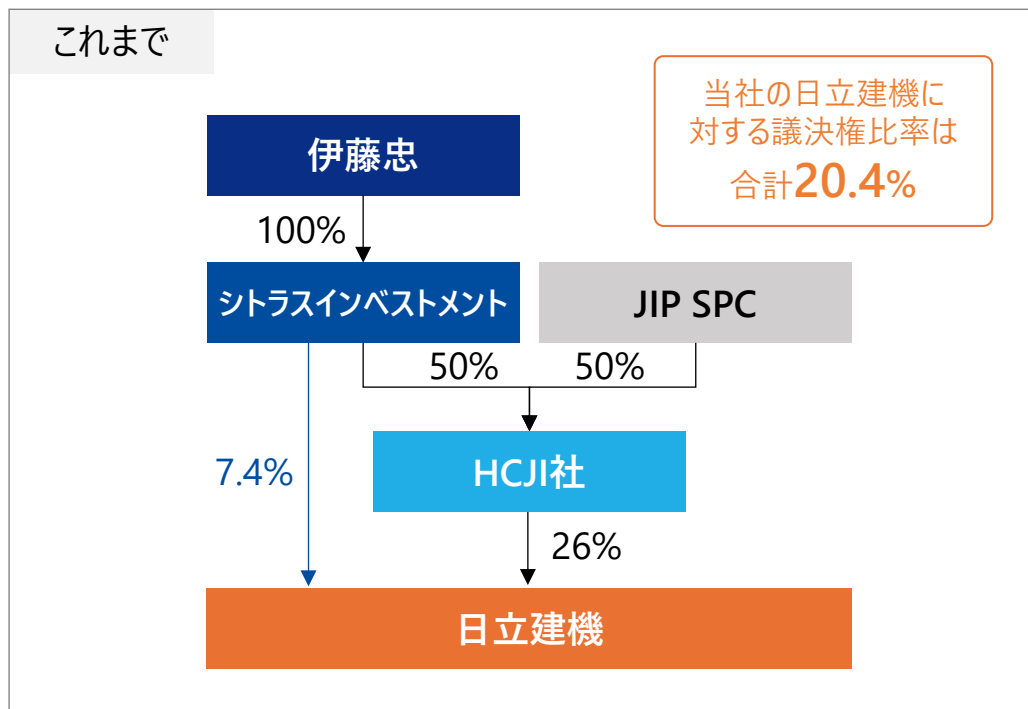 これまで
当社の日立建機に
対する議決権比率は
合計20.4%
伊藤忠
100%
シトラスインベストメント
JIP SPC
50%
50%
HCJI社
7.4%
26%
日立建機